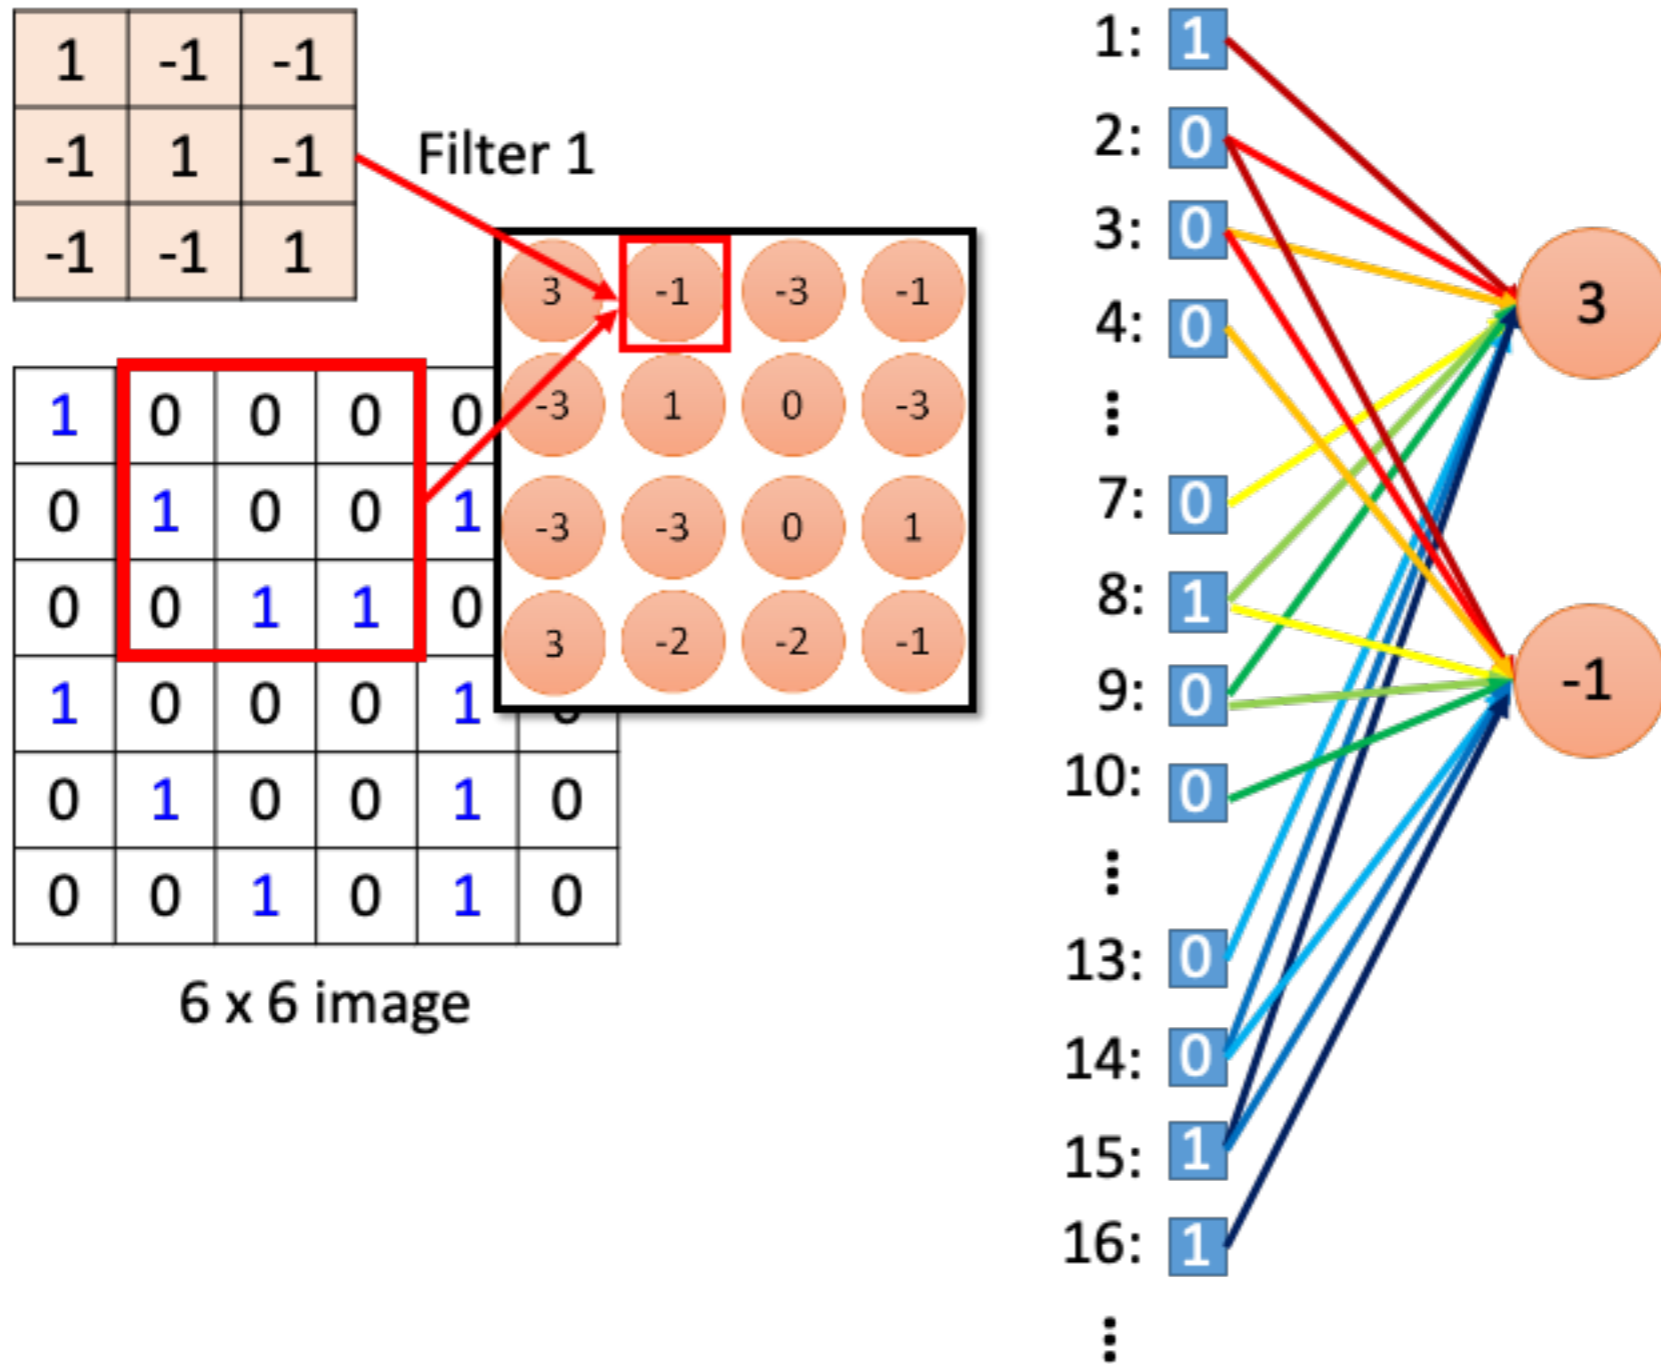 1 -1 -1
-1 1 -1
-1 -1 1
Filter 1
3 -1 -3 -1
-3 1 0 -3
-3 -3 0 1
3 -2 -2 -1
1 0 0 0 0
0 1 0 0 1
0 0 1 1 0
1 0 0 0 1
0 1 0 0 1 0
0 0 1 0 1 0
6 x 6 image
1: 1
2: 0
3: 0
4: 0
⋮
7: 0
8: 1
9: 0
10: 0
⋮
13: 0
14: 0
15: 1
16: 1
⋮
3
-1